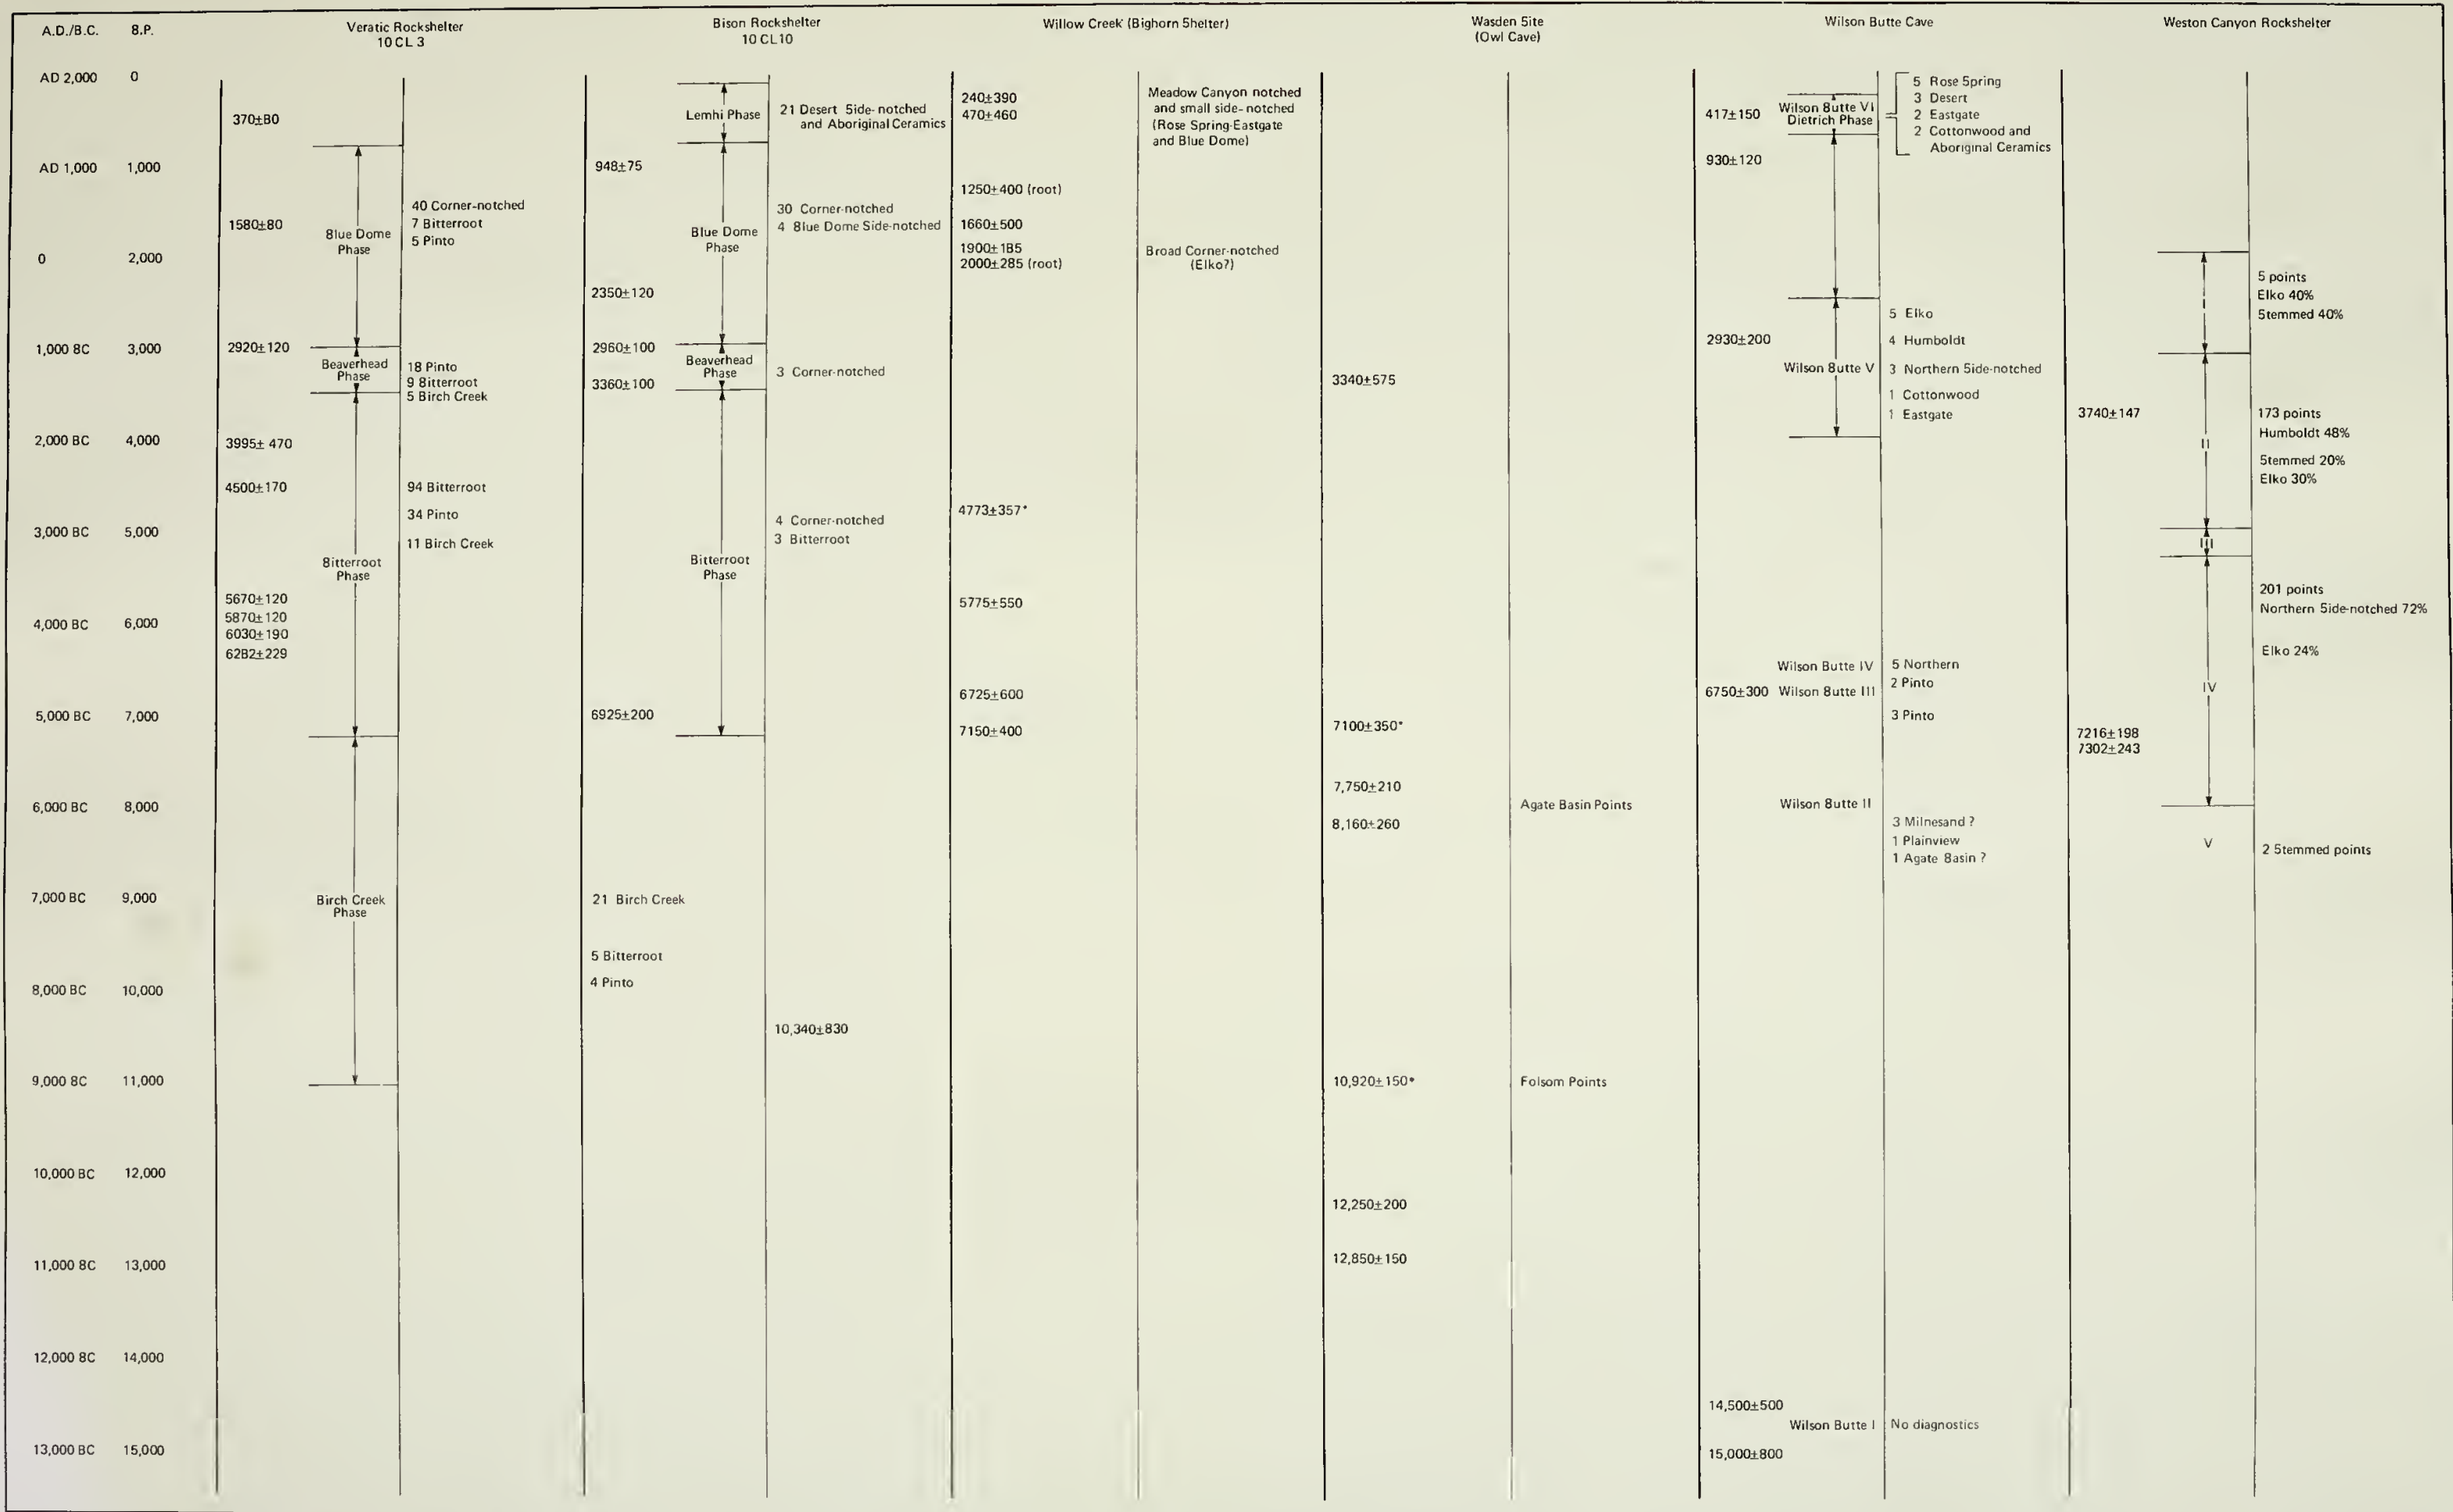 A.D./B.C.
B.P.
AD 2,000
0
AD 1,000
1,000
0
2,000
1,000 BC
3,000
2,000 BC
4,000
3,000 BC
5,000
4,000 BC
6,000
5,000 BC
7,000
6,000 BC
8,000
7,000 BC
9,000
8,000 BC
10,000
9,000 BC
11,000
10,000 BC
12,000
11,000 BC
13,000
12,000 BC
14,000
13,000 BC
15,000
Veratic Rockshelter
10 CL 3
370±80
1580±80
2920±120
3995± 470
4500±170
5670±120
5870±120
6030±190
6282±229
Blue Dome
Phase
Beaverhead
Phase
Bitterroot
Phase
Birch Creek
Phase
40 Corner-notched
7 Bitterroot
5 Pinto
18 Pinto
9 Bitterroot
5 Birch Creek
94 Bitterroot
34 Pinto
11 Birch Creek
Bison Rockshelter
10 CL10
948±75
2350±120
2960±100
3360±100
6925±200
21 Birch Creek
5 Bitterroot
4 Pinto
Lemhi Phase
Blue Dome
Phase
Beaverhead
Phase
Bitterroot
Phase
21 Desert Side-notched
and Aboriginal Ceramics
30 Corner-notched
4 Blue Dome Side-notched
3 Corner-notched
4 Corner-notched
3 Bitterroot
10,340±830
Willow Creek (Bighorn Shelter)
240±390
470±460
1250±400 (root)
1660±500
1900±185
2000±285 (root)
4773±357*
5775±550
6725±600
7150±400
Meadow Canyon notched
and small side-notched
(Rose Spring-Eastgate
and Blue Dome)
Broad Corner-notched
(Elko?)
Wasden Site
(Owl Cave)
3340±575
7100±350*
7,750±210
8,160±260
10,920±150*
12,250±200
12,850±150
Agate Basin Points
Folsom Points
Wilson Butte Cave
417±150
930±120
2930±200
6750±300
14,500±500
15,000±800
Wilson Butte VI
Dietrich Phase
Wilson Butte V
Wilson Butte IV
Wilson Butte III
Wilson Butte II
Wilson Butte I
5 Rose Spring
3 Desert
2 Eastgate
2 Cottonwood and
Aboriginal Ceramics
5 Elko
4 Humboldt
3 Northern Side-notched
1 Cottonwood
1 Eastgate
5 Northern
2 Pinto
3 Pinto
3 Milnesand ?
1 Plainview
1 Agate Basin ?
No diagnostics
Weston Canyon Rockshelter
3740±147
7216±198
7302±243
I
II
III
IV
V
5 points
Elko 40%
Stemmed 40%
173 points
Humboldt 48%
Stemmed 20%
Elko 30%
201 points
Northern Side-notched 72%
Elko 24%
2 Stemmed points